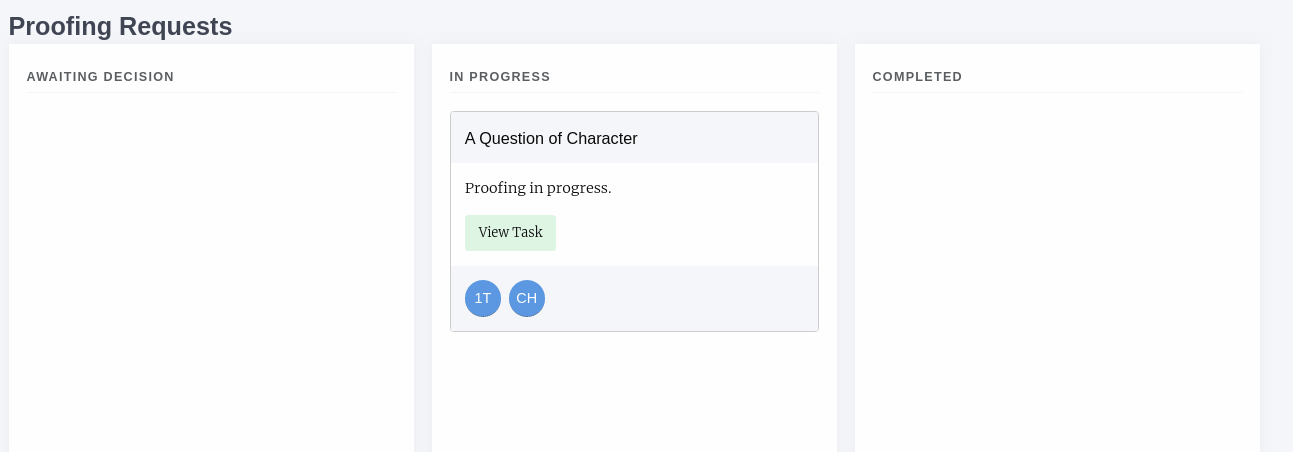 Proofing Requests
AWAITING DECISION
IN PROGRESS
A Question of Character
Proofing in progress.
View Task
1T CH
COMPLETED